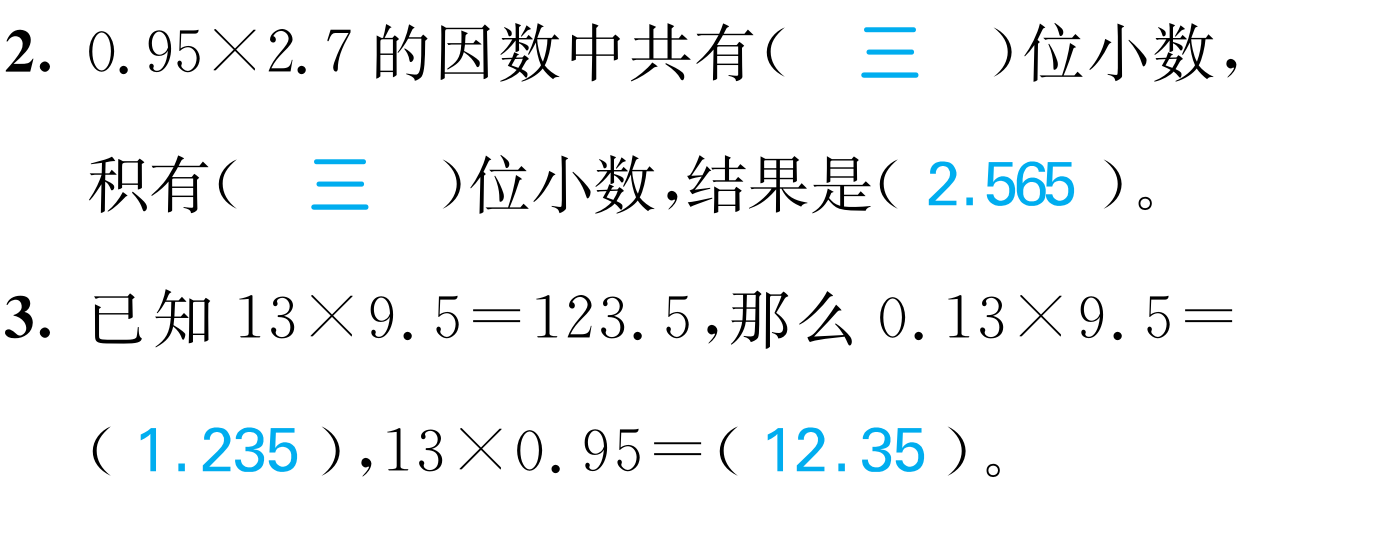 2. 0.95×2.7的因数中共有( 三 )位小数,
积有( 三 )位小数,结果是( 2.565 )。
3. 已知 13×9.5=123.5,那么 0.13×9.5=
( 1.235 ),13×0.95=( 12.35 )。